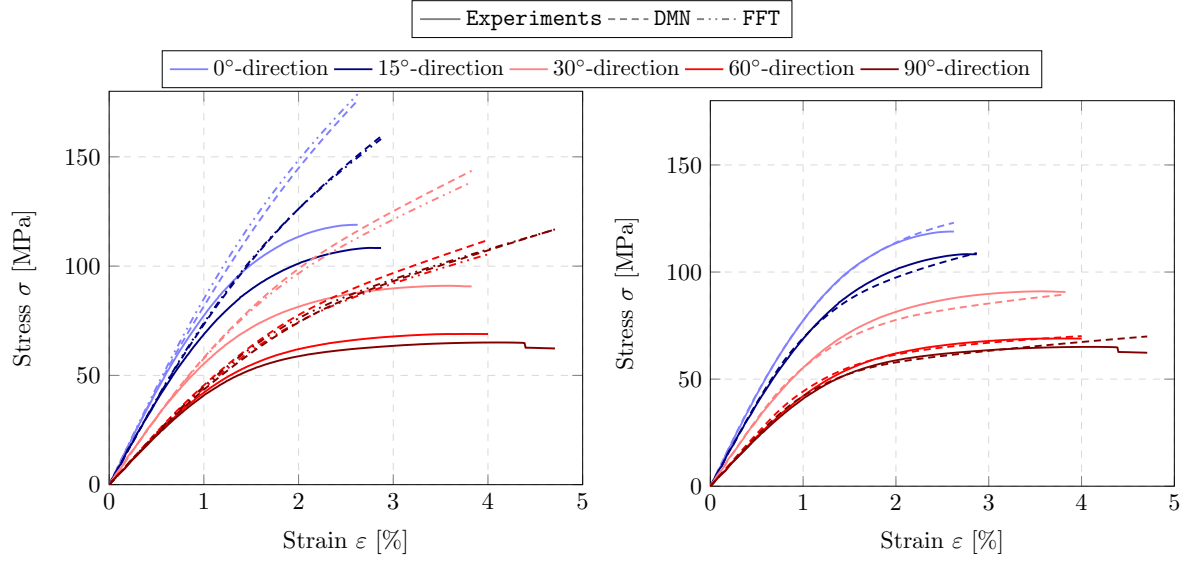 Experiments DMN FFT
0°-direction 15°-direction 30°-direction 60°-direction 90°-direction
150
100
50
0
0 1 2 3 4 5
Strain ε [%]
Stress σ [MPa]
150
100
50
0
0 1 2 3 4 5
Strain ε [%]
Stress σ [MPa]